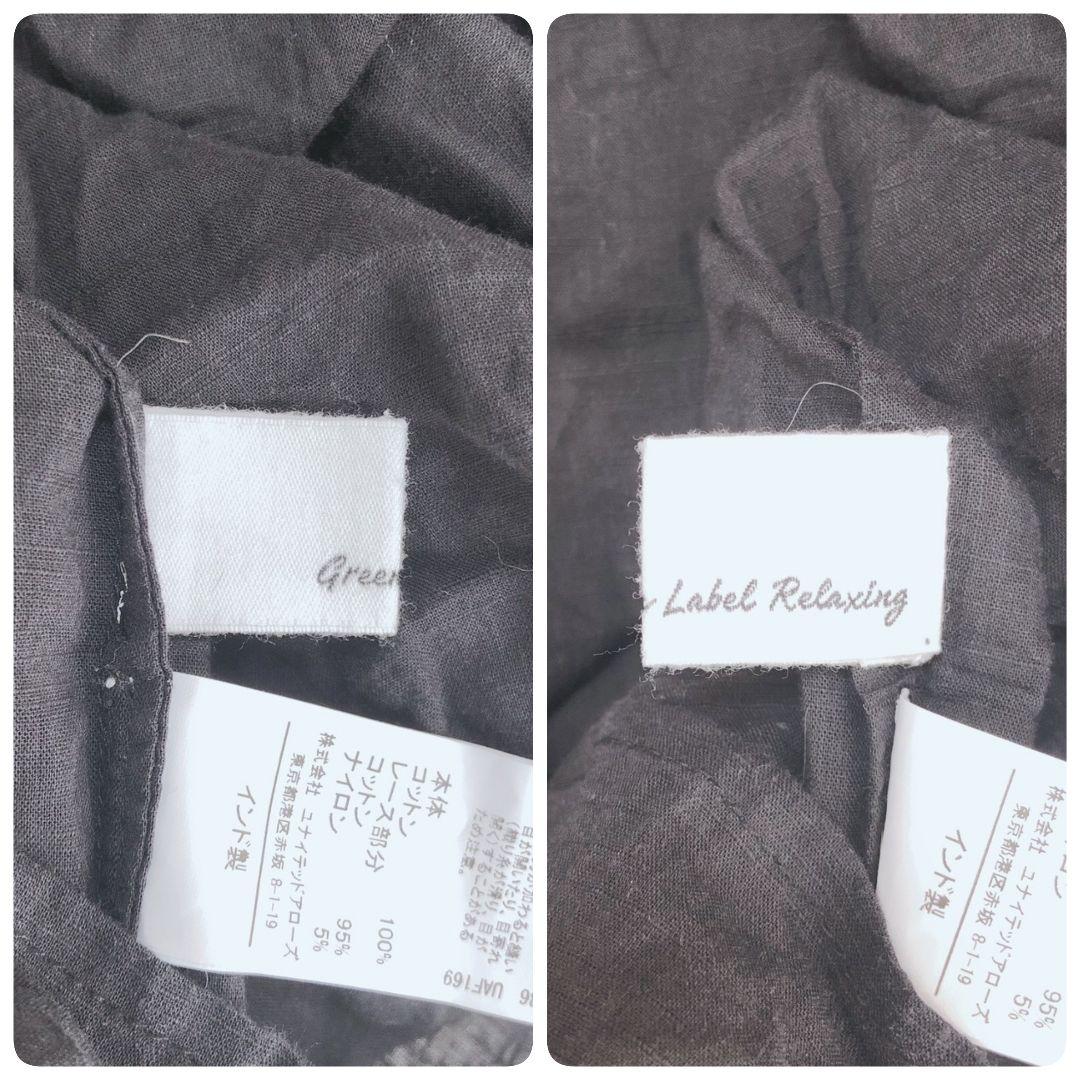 Green
本体
コットン 100%
レース部分
コットン 95%
ナイロン 5%
株式会社 ユナイテッドアローズ
東京都港区赤坂 8-1-19
インド製
ため注意。
UAF169
Label Relaxing
95%
5%
株式会社 ユナイテッドアローズ
東京都港区赤坂 8-1-19
インド製